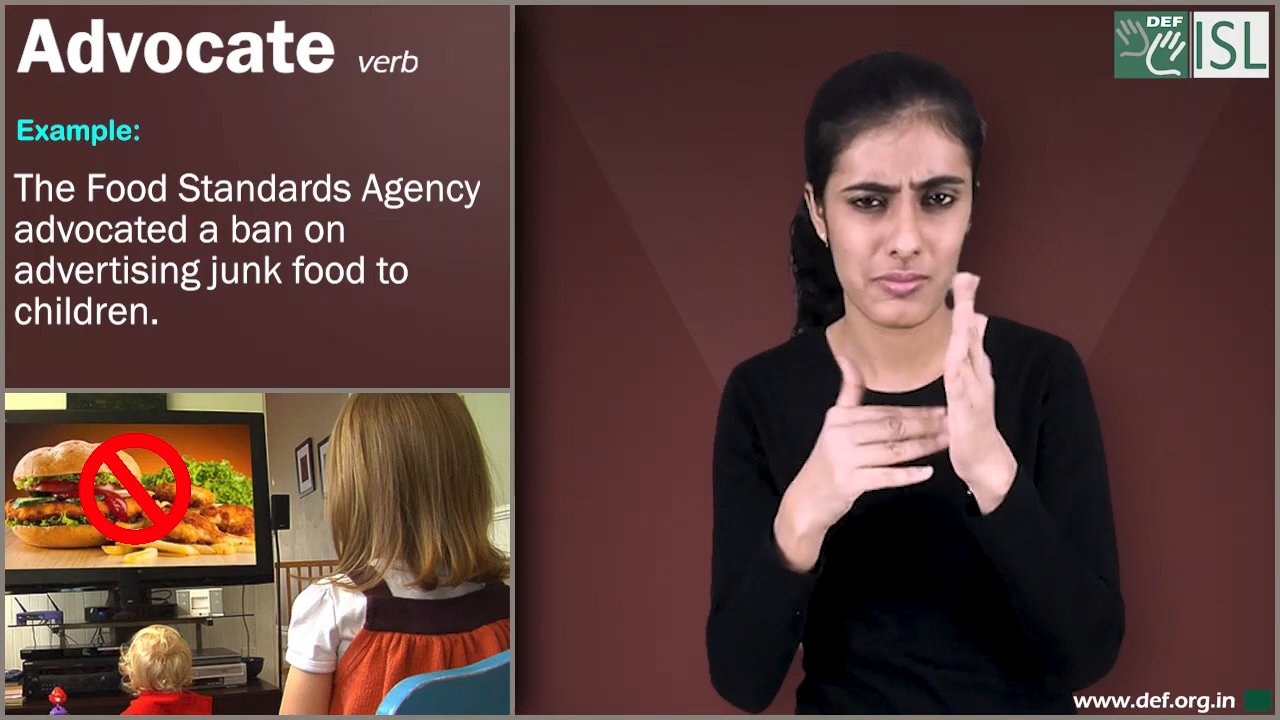 Advocate verb
Example:
The Food Standards Agency
advocated a ban on
advertising junk food to
children.
DEF
ISL
www.def.org.in